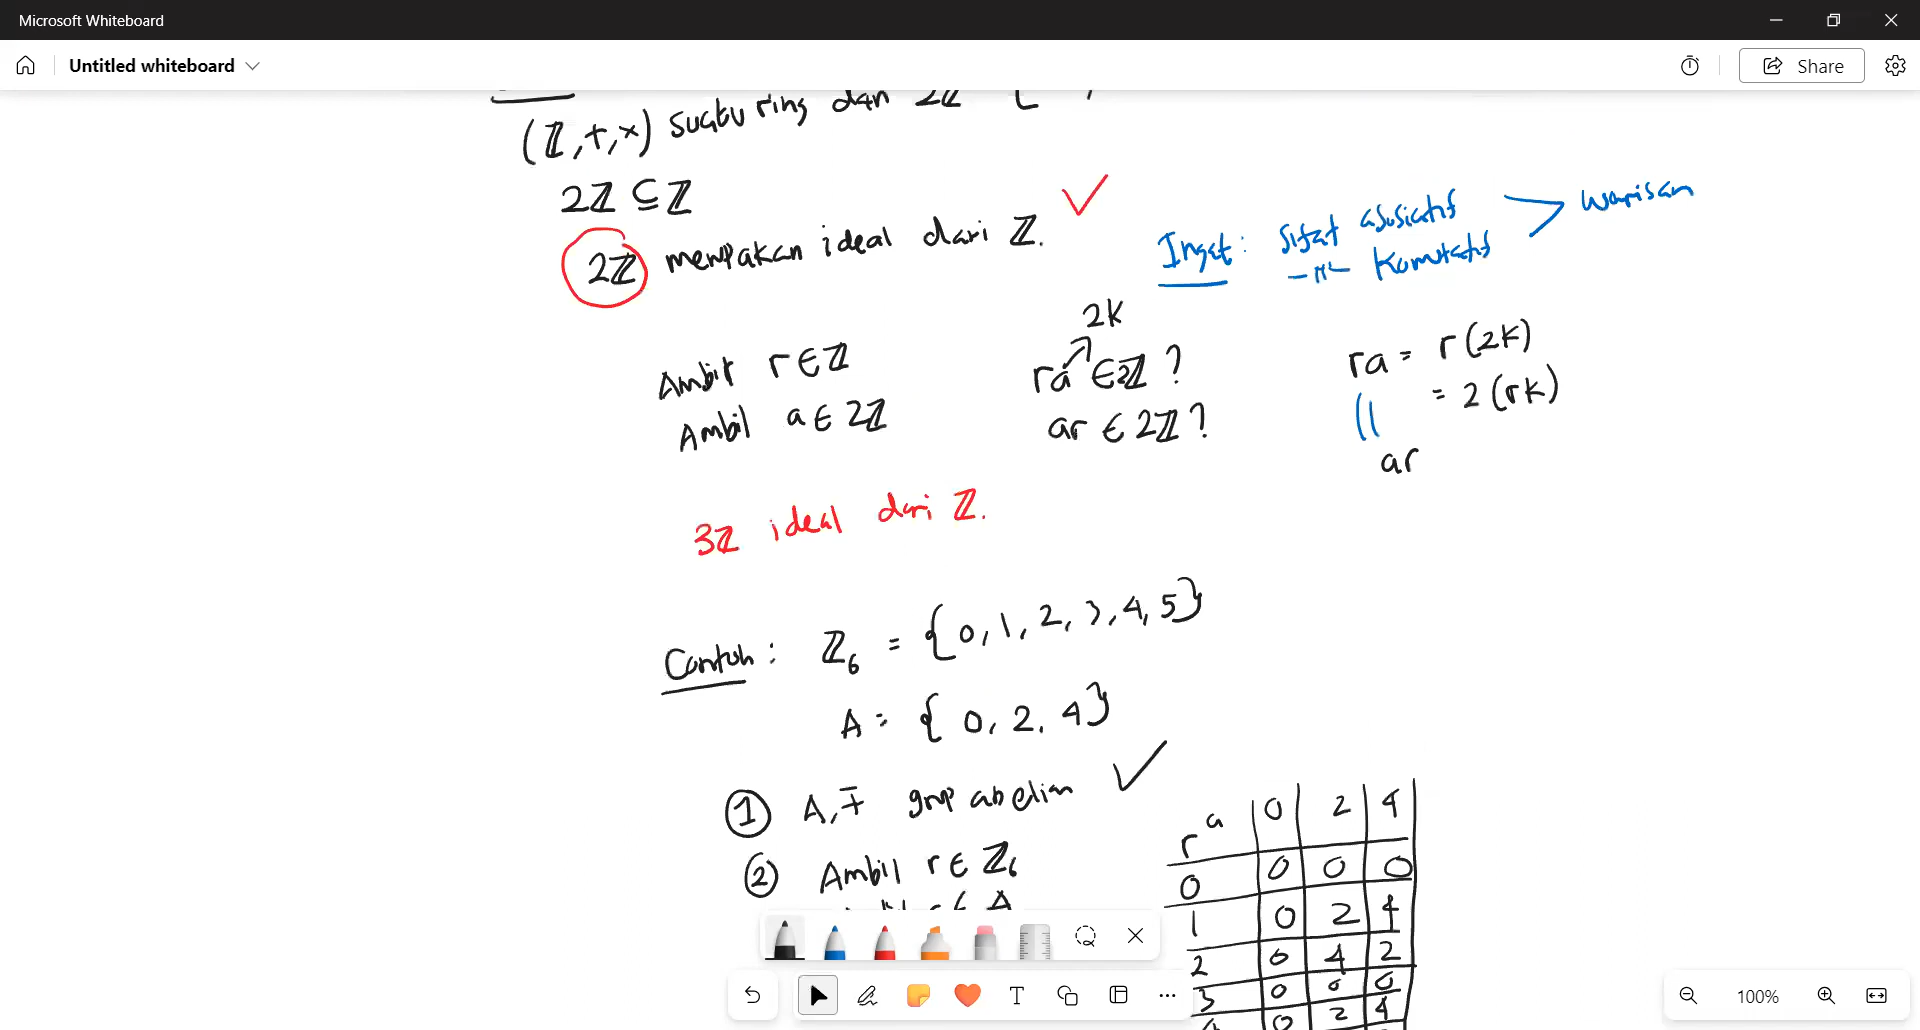 Microsoft Whiteboard
Untitled whiteboard
Share
(ℤ,+,×) suatu ring dan 2ℤ
2ℤ ⊆ ℤ
2ℤ merupakan ideal dari ℤ.
Ingat: Sifat asosiatif
-"- Komutatif
warisan
Ambil r ∈ ℤ
Ambil a ∈ 2ℤ
2k
ra ∈ 2ℤ ?
ar ∈ 2ℤ ?
ra = r(2k)
= 2(rk)
||
ar
3ℤ ideal dari ℤ.
Contoh : ℤ₆ = {0, 1, 2, 3, 4, 5}
A = {0, 2, 4}
① A, + grup abelian ✓
② Ambil r ∈ ℤ₆
∈ A
r a 0 2 4
0 0 0 0
1 0 2 4
2 0 4 2
3 0 0 0
0 2 4
100%